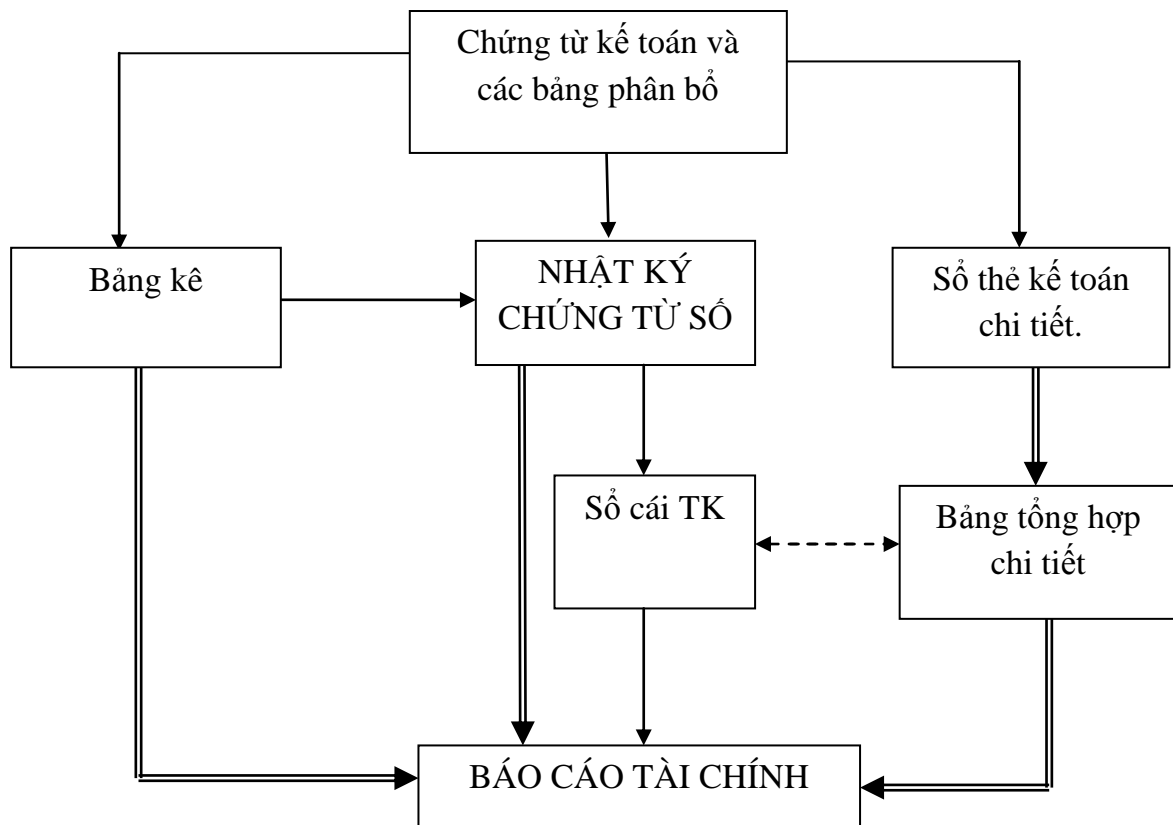 Chứng từ kế toán và
các bảng phân bổ
Bảng kê
NHẬT KÝ
CHỨNG TỪ SỐ
Sổ thẻ kế toán
chi tiết.
Sổ cái TK
Bảng tổng hợp
chi tiết
BÁO CÁO TÀI CHÍNH